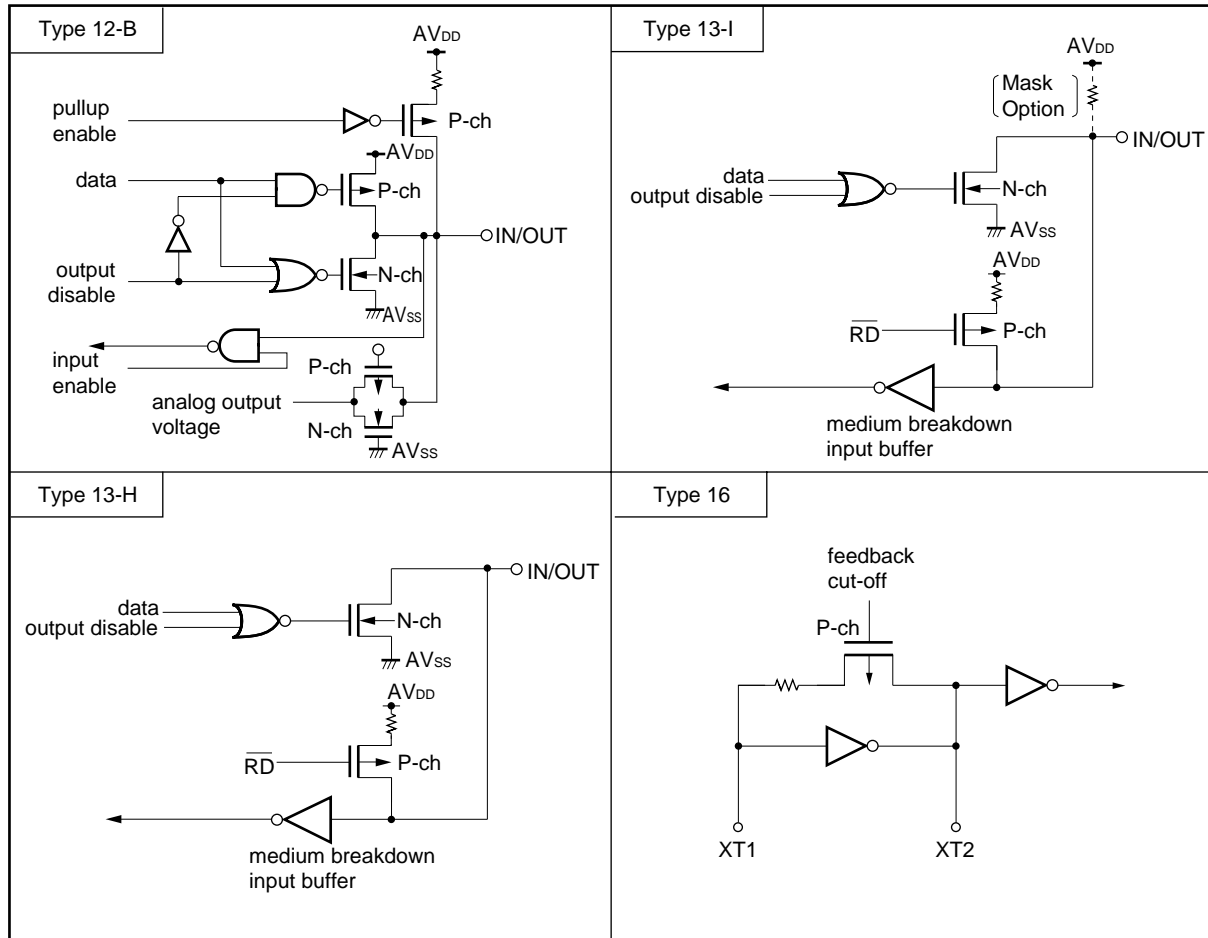 Type 12-B
AVDD
pullup
enable
P-ch
AVDD
data
P-ch
IN/OUT
output
disable
N-ch
AVSS
input
enable
P-ch
analog output
voltage
N-ch
AVSS
Type 13-I
AVDD
Mask
Option
IN/OUT
data
output disable
N-ch
AVSS
AVDD
RD
P-ch
medium breakdown
input buffer
Type 13-H
IN/OUT
data
output disable
N-ch
AVSS
AVDD
RD
P-ch
medium breakdown
input buffer
Type 16
feedback
cut-off
P-ch
XT1
XT2